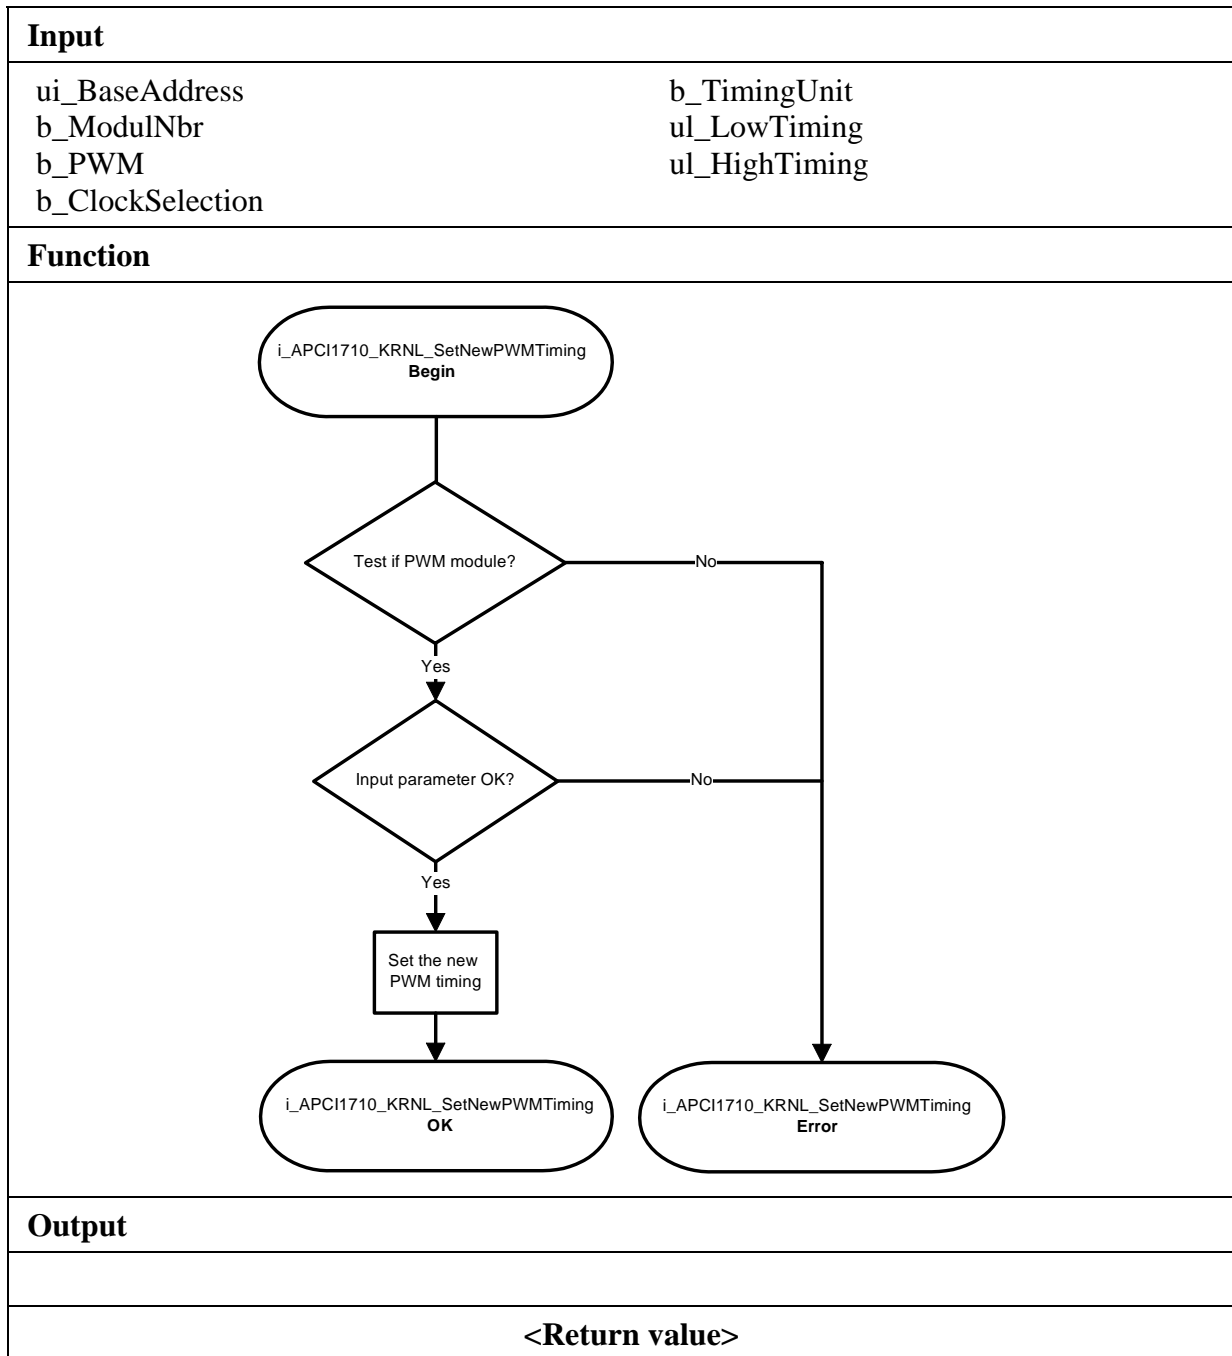 Input
ui_BaseAddress
b_ModulNbr
b_PWM
b_ClockSelection
b_TimingUnit
ul_LowTiming
ul_HighTiming
Function
i_APCI1710_KRNL_SetNewPWMTiming
Begin
Test if PWM module?
No
Yes
Input parameter OK?
No
Yes
Set the new
PWM timing
i_APCI1710_KRNL_SetNewPWMTiming
OK
i_APCI1710_KRNL_SetNewPWMTiming
Error
Output
<Return value>